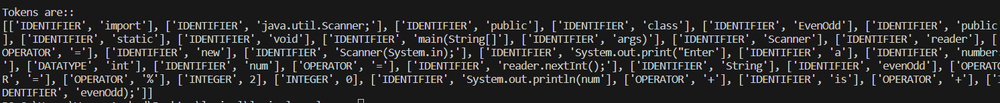 Tokens are::
[['IDENTIFIER', 'import'], ['IDENTIFIER', 'java.util.Scanner;'], ['IDENTIFIER', 'public'], ['IDENTIFIER', 'class'], ['IDENTIFIER', 'EvenOdd'], ['IDENTIFIER', 'public
], ['IDENTIFIER', 'static'], ['IDENTIFIER', 'void'], ['IDENTIFIER', 'main(String[]'], ['IDENTIFIER', 'args)'], ['IDENTIFIER', 'Scanner'], ['IDENTIFIER', 'reader'], [
OPERATOR', '='], ['IDENTIFIER', 'new'], ['IDENTIFIER', 'Scanner(System.in);'], ['IDENTIFIER', 'System.out.print("Enter'], ['IDENTIFIER', 'a'], ['IDENTIFIER', 'number:
'], ['DATATYPE', 'int'], ['IDENTIFIER', 'num'], ['OPERATOR', '='], ['IDENTIFIER', 'reader.nextInt();'], ['IDENTIFIER', 'String'], ['IDENTIFIER', 'evenOdd'], ['OPERATO
R', '='], ['OPERATOR', '%'], ['INTEGER', 2], ['INTEGER', 0], ['IDENTIFIER', 'System.out.println(num'], ['OPERATOR', '+'], ['IDENTIFIER', 'is'], ['OPERATOR', '+'], ['I
DENTIFIER', 'evenOdd);']]